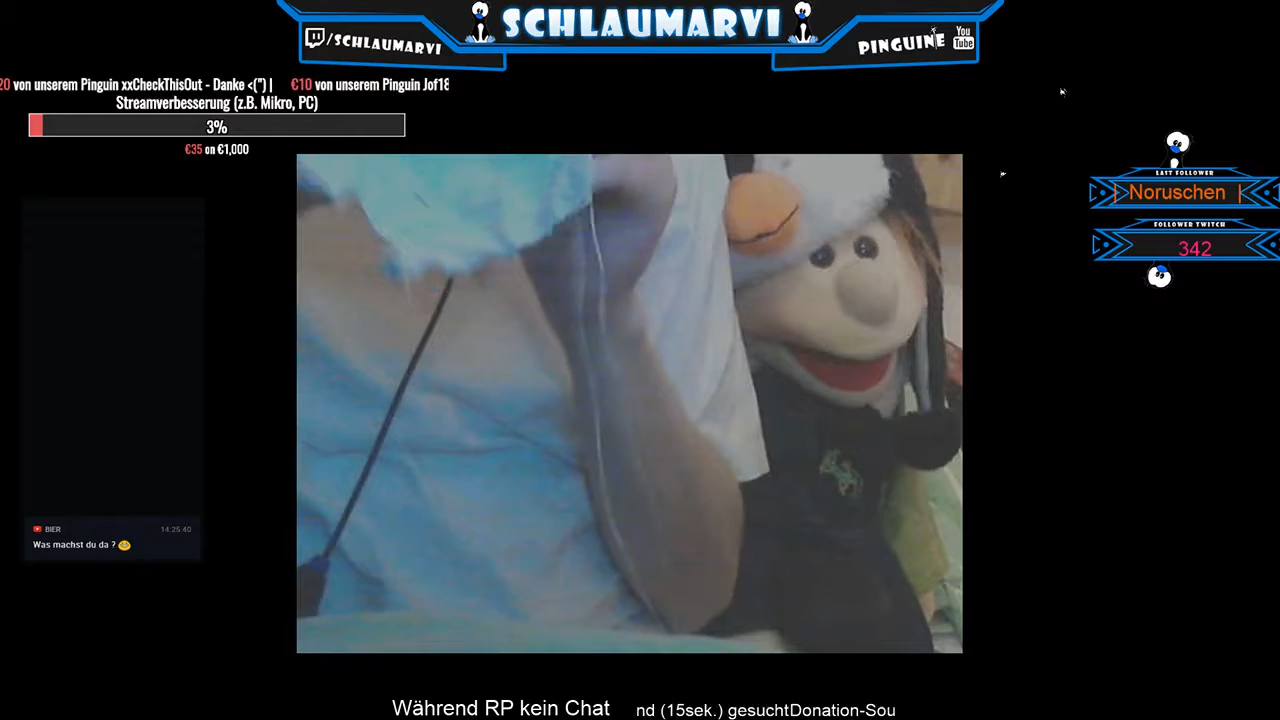 SCHLAUMARVI
/SCHLAUMARVI
PINGUINE
You
Tube
20 von unserem Pinguin xxCheckThisOut - Danke <(") | €10 von unserem Pinguin Jof18
Streamverbesserung (z.B. Mikro, PC)
3%
€35 on €1,000
LAST FOLLOWER
| Noruschen |
FOLLOWER TWITCH
342
BIER 14:25:40
Was machst du da ?
Während RP kein Chat
nd (15sek.) gesuchtDonation-Sou